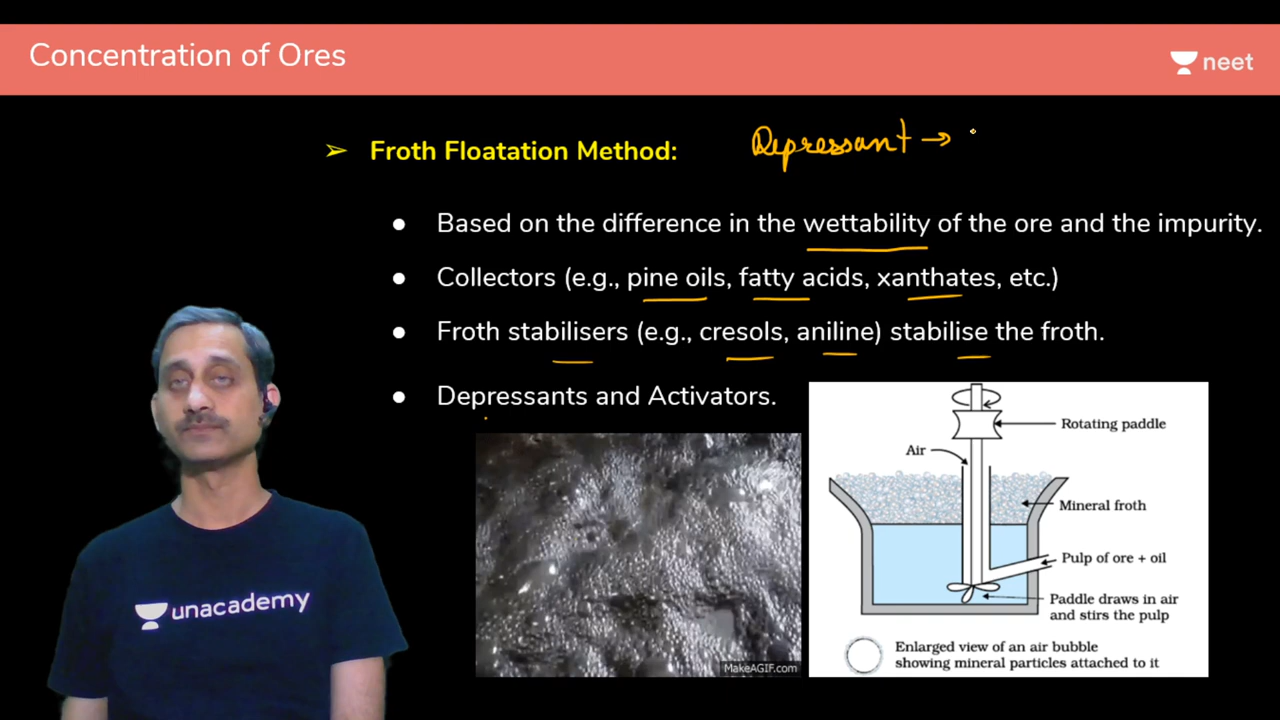 Concentration of Ores
neet
➢ Froth Floatation Method:
Depressant →
● Based on the difference in the wettability of the ore and the impurity.
● Collectors (e.g., pine oils, fatty acids, xanthates, etc.)
● Froth stabilisers (e.g., cresols, aniline) stabilise the froth.
● Depressants and Activators.
Rotating paddle
Air
Mineral froth
Pulp of ore + oil
Paddle draws in air
and stirs the pulp
Enlarged view of an air bubble
showing mineral particles attached to it
MakeAGIF.com
unacademy